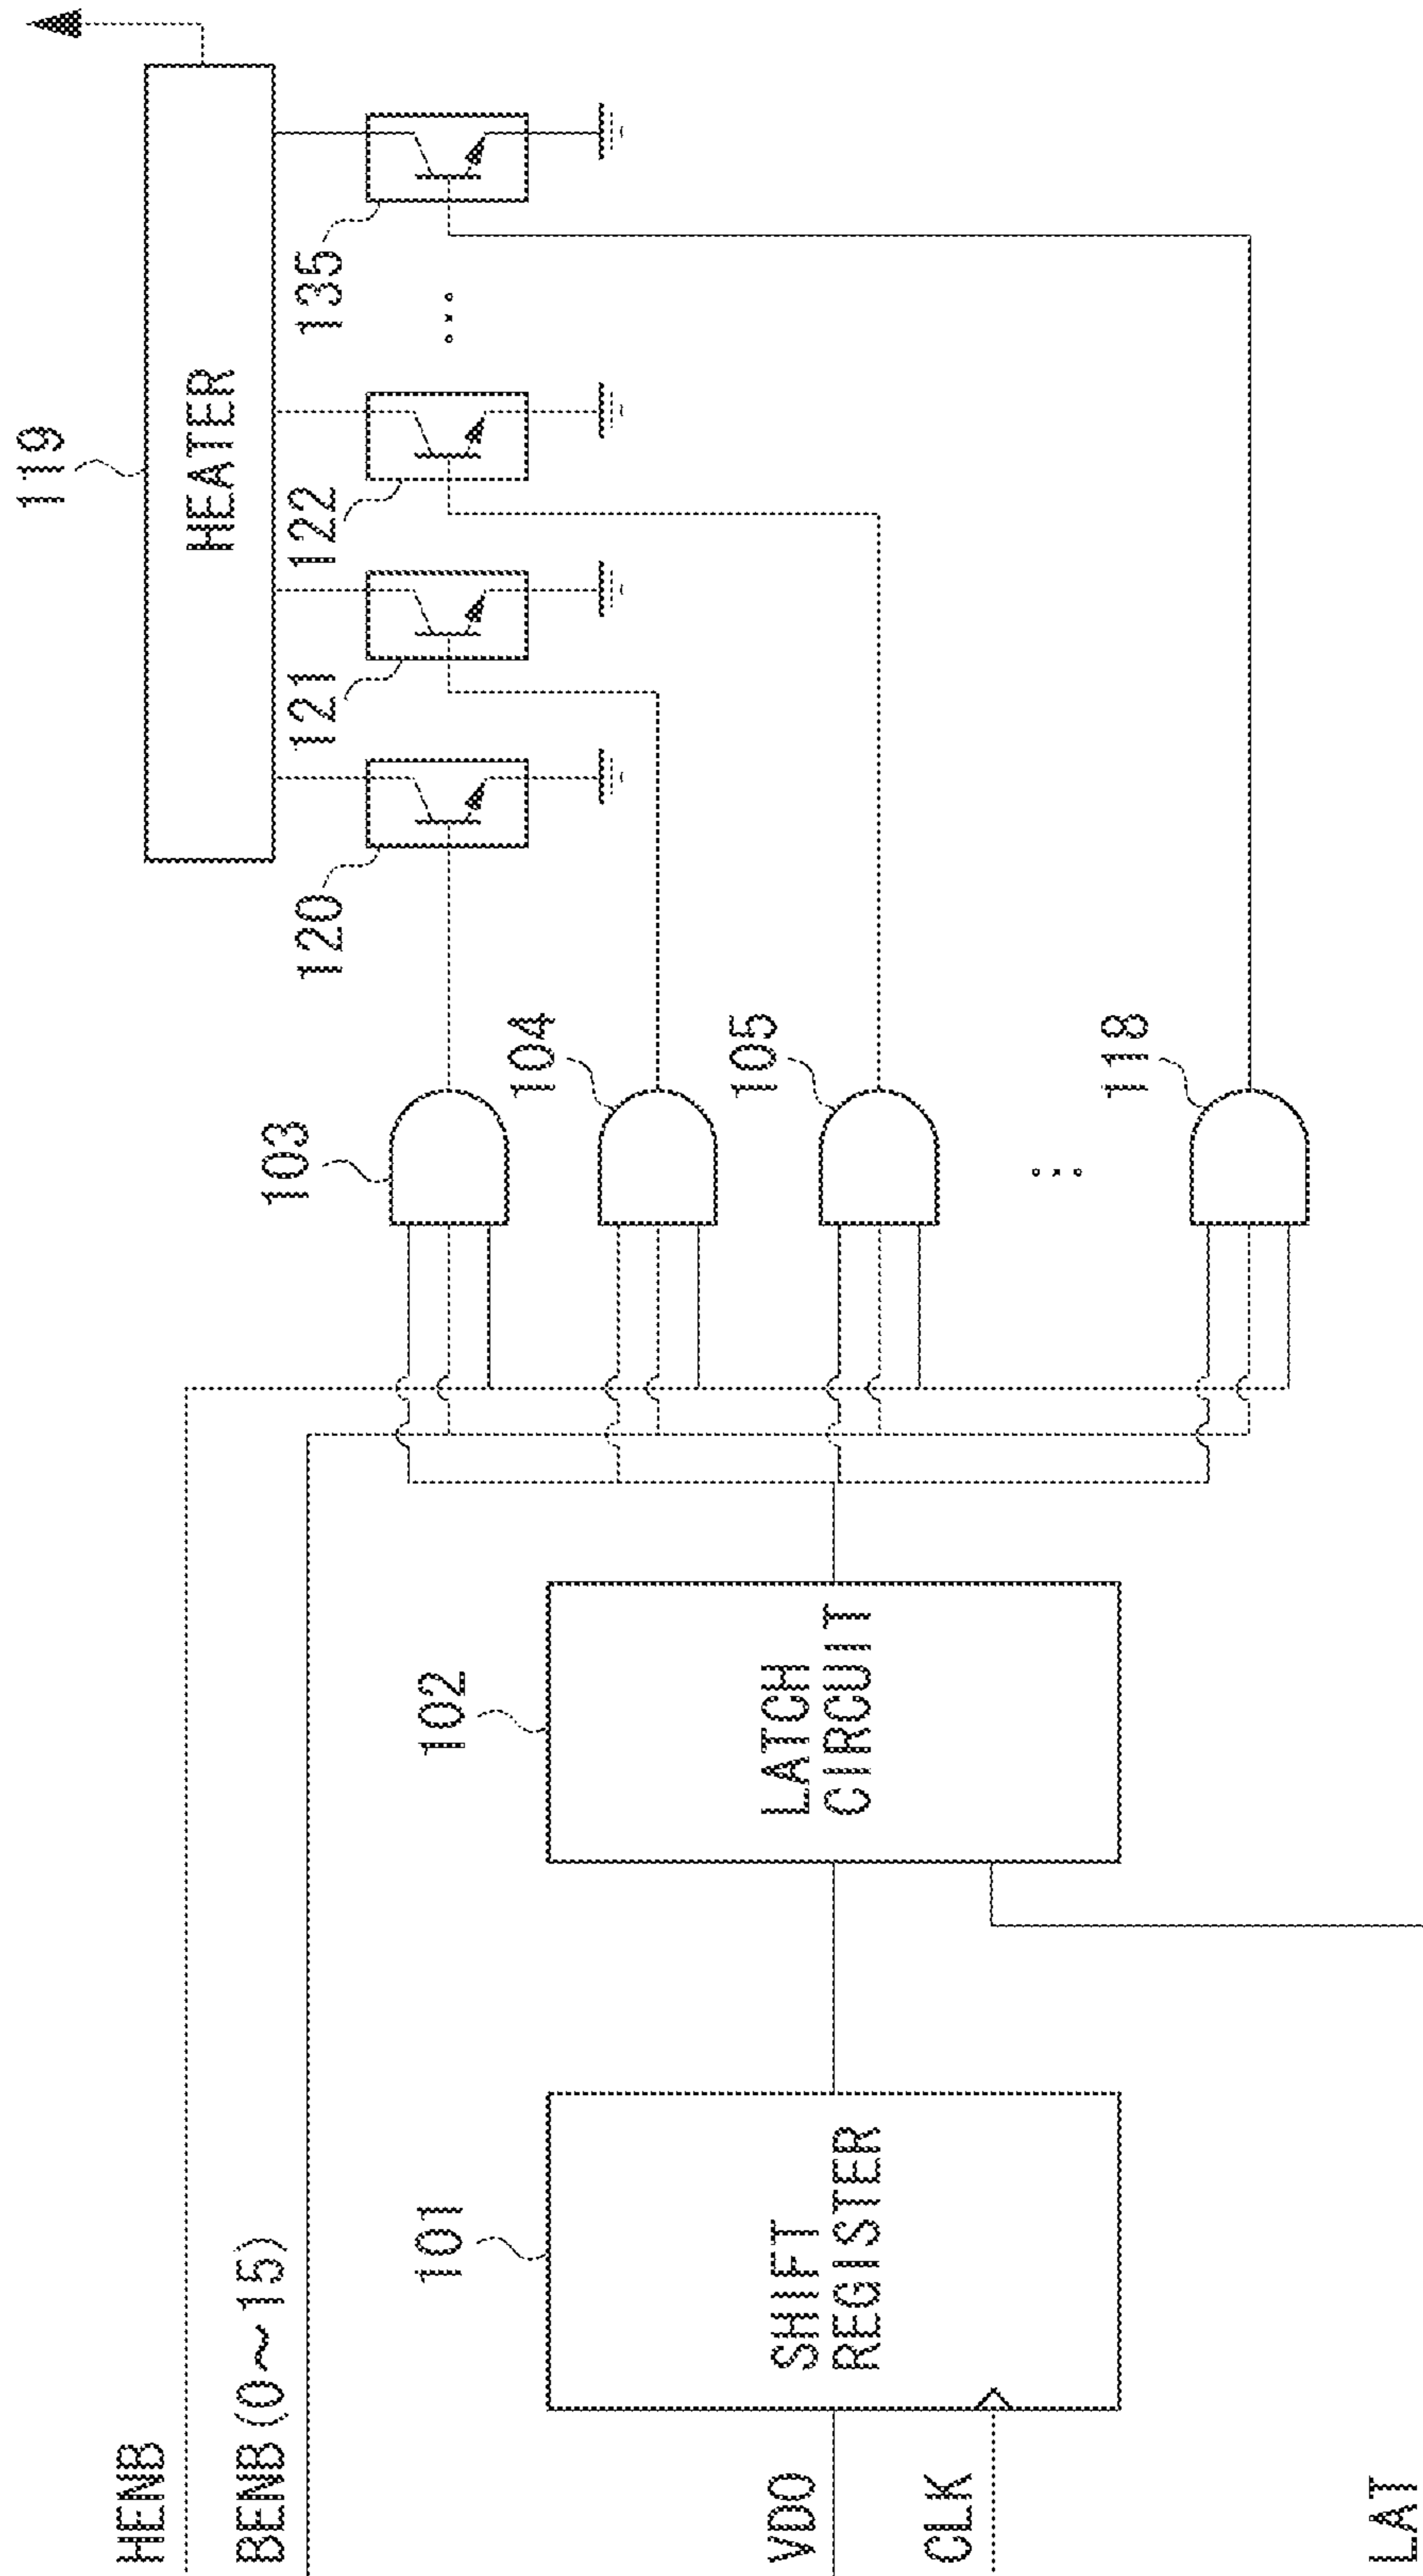 HENB
BENB(0~15)
VDO
CLK
LAT
101
SHIFT
REGISTER
102
LATCH
CIRCUIT
103
104
105
...
118
119
HEATER
120
121
122
...
135